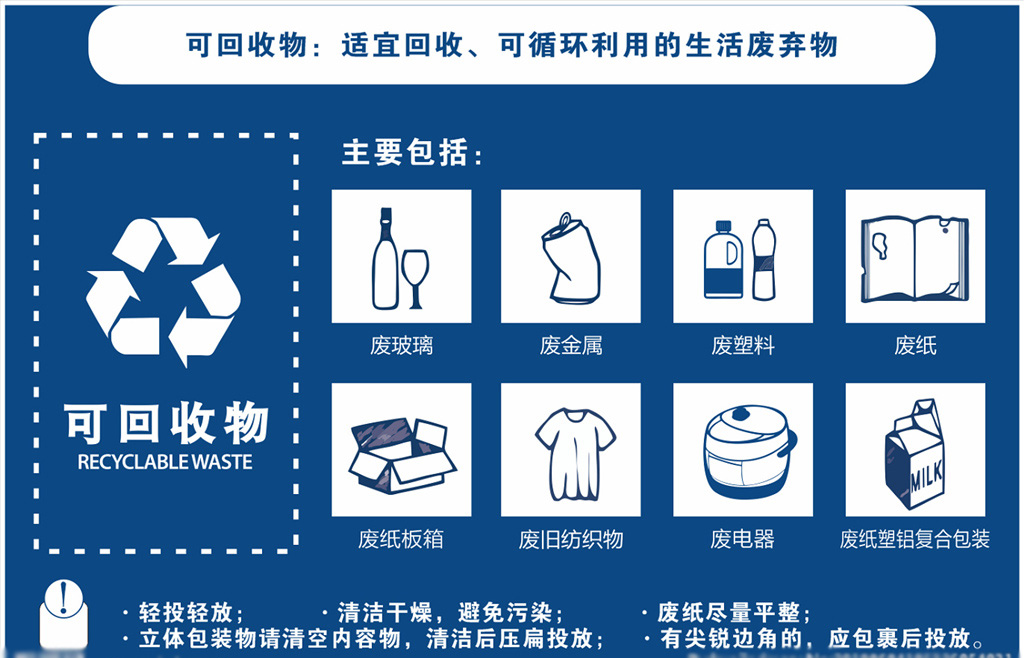 可回收物：适宜回收、可循环利用的生活废弃物
主要包括：
可回收物
RECYCLABLE WASTE
废玻璃
废金属
废塑料
废纸
废纸板箱
废旧纺织物
废电器
MILK
废纸塑铝复合包装
· 轻投轻放； · 清洁干燥，避免污染； · 废纸尽量平整；
· 立体包装物请清空内容物，清洁后压扁投放； · 有尖锐边角的，应包裹后投放。